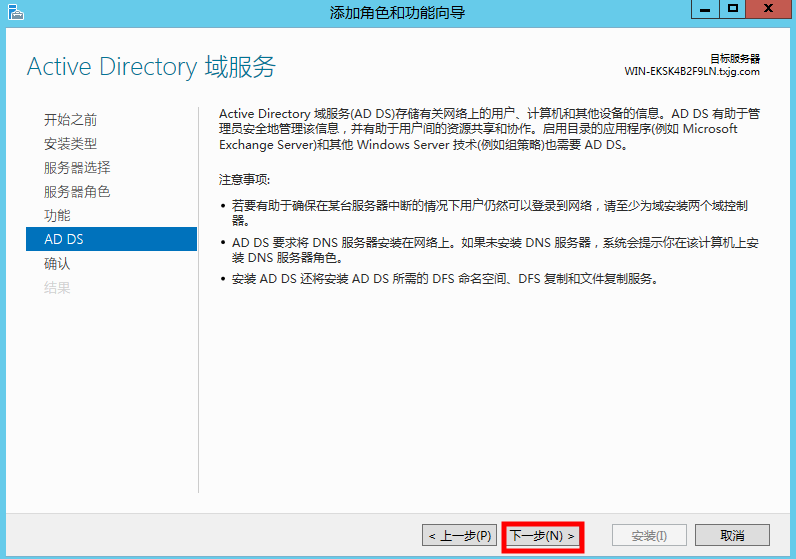 添加角色和功能向导
Active Directory 域服务
目标服务器
WIN-EKSK4B2F9LN.txjg.com
开始之前
安装类型
服务器选择
服务器角色
功能
AD DS
确认
结果
Active Directory 域服务(AD DS)存储有关网络上的用户、计算机和其他设备的信息。AD DS 有助于管
理员安全地管理该信息，并有助于用户间的资源共享和协作。启用目录的应用程序(例如 Microsoft
Exchange Server)和其他 Windows Server 技术(例如组策略)也需要 AD DS。
注意事项:
• 若要有助于确保在某台服务器中断的情况下用户仍然可以登录到网络，请至少为域安装两个域控制
器。
• AD DS 要求将 DNS 服务器安装在网络上。如果未安装 DNS 服务器，系统会提示你在该计算机上安
装 DNS 服务器角色。
• 安装 AD DS 还将安装 AD DS 所需的 DFS 命名空间、DFS 复制和文件复制服务。
< 上一步(P)
下一步(N) >
安装(I)
取消